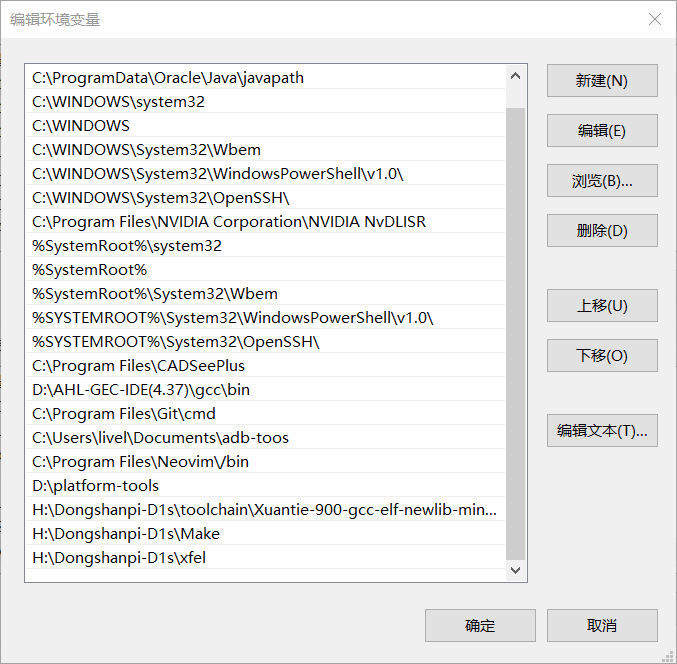 编辑环境变量
C:\ProgramData\Oracle\Java\javapath
C:\WINDOWS\system32
C:\WINDOWS
C:\WINDOWS\System32\Wbem
C:\WINDOWS\System32\WindowsPowerShell\v1.0\
C:\WINDOWS\System32\OpenSSH\
C:\Program Files\NVIDIA Corporation\NVIDIA NvDLISR
%SystemRoot%\system32
%SystemRoot%
%SystemRoot%\System32\Wbem
%SYSTEMROOT%\System32\WindowsPowerShell\v1.0\
%SYSTEMROOT%\System32\OpenSSH\
C:\Program Files\CADSeePlus
D:\AHL-GEC-IDE(4.37)\gcc\bin
C:\Program Files\Git\cmd
C:\Users\livel\Documents\adb-toos
C:\Program Files\Neovim\/bin
D:\platform-tools
H:\Dongshanpi-D1s\toolchain\Xuantie-900-gcc-elf-newlib-min...
H:\Dongshanpi-D1s\Make
H:\Dongshanpi-D1s\xfel
新建(N)
编辑(E)
浏览(B)...
删除(D)
上移(U)
下移(O)
编辑文本(T)...
确定
取消